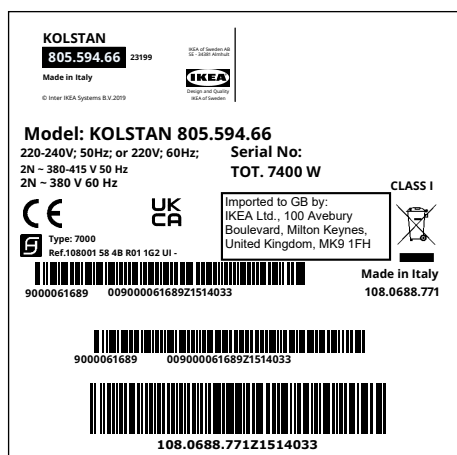 KOLSTAN
805.594.66 23199
Made in Italy
© Inter IKEA Systems B.V.2019
IKEA of Sweden AB
SE - 34381 Älmhult
IKEA
Design and Quality
IKEA of Sweden
Model: KOLSTAN 805.594.66
220-240V; 50Hz; or 220V; 60Hz; Serial No:
2N ~ 380-415 V 50 Hz TOT. 7400 W
2N ~ 380 V 60 Hz
CLASS I
CE
UK
CA
Imported to GB by:
IKEA Ltd., 100 Avebury
Boulevard, Milton Keynes,
United Kingdom, MK9 1FH
Type: 7000
Ref.108001 58 4B R01 1G2 UI -
Made in Italy
108.0688.771
9000061689 009000061689Z1514033
9000061689 009000061689Z1514033
108.0688.771Z1514033